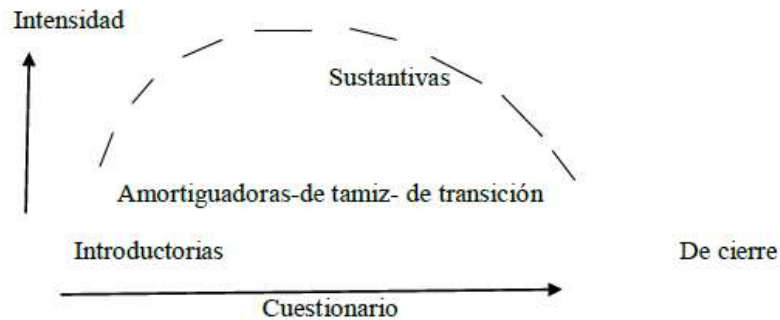 Intensidad
Sustantivas
Amortiguadoras-de tamiz- de transición
Introductorias
De cierre
Cuestionario